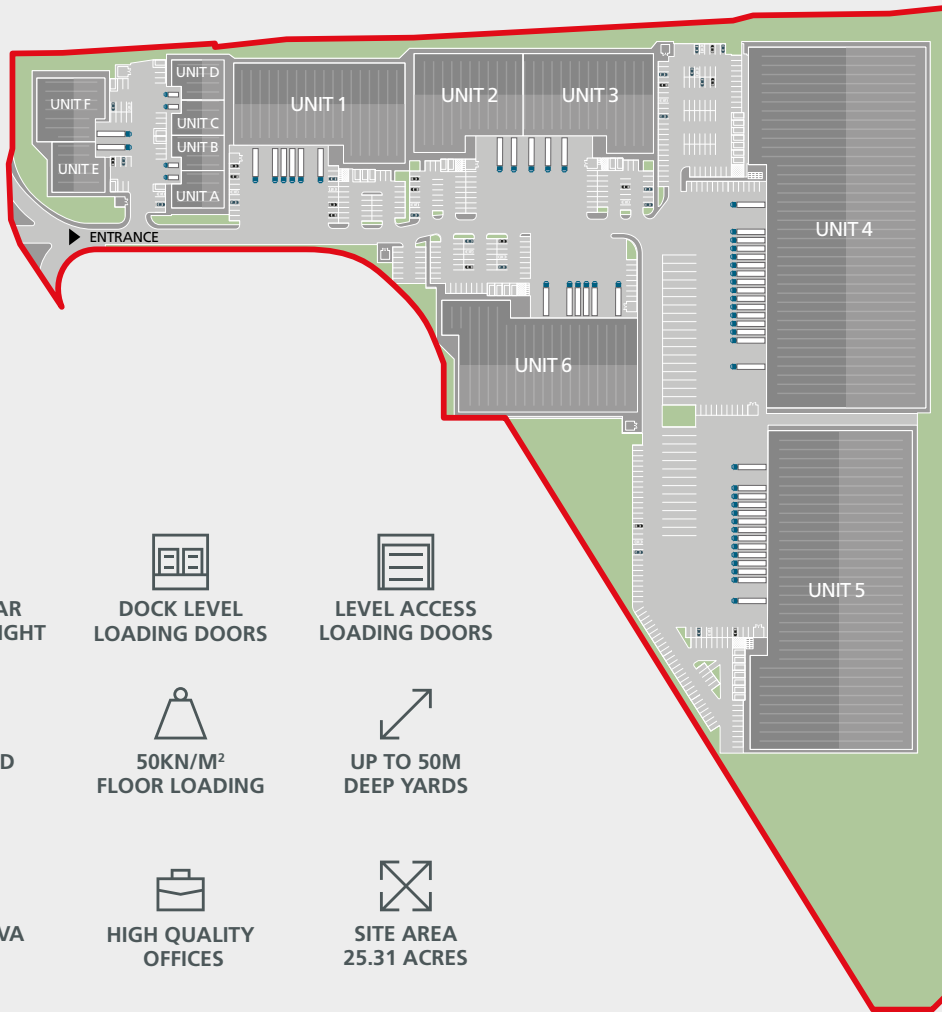 UNIT D
UNIT F
UNIT 1
UNIT 2
UNIT 3
UNIT C
UNIT B
UNIT E
UNIT A
UNIT 4
ENTRANCE
UNIT 6
UNIT 5
AR
IGHT
DOCK LEVEL
LOADING DOORS
LEVEL ACCESS
LOADING DOORS
D
50KN/M²
FLOOR LOADING
UP TO 50M
DEEP YARDS
VA
HIGH QUALITY
OFFICES
SITE AREA
25.31 ACRES